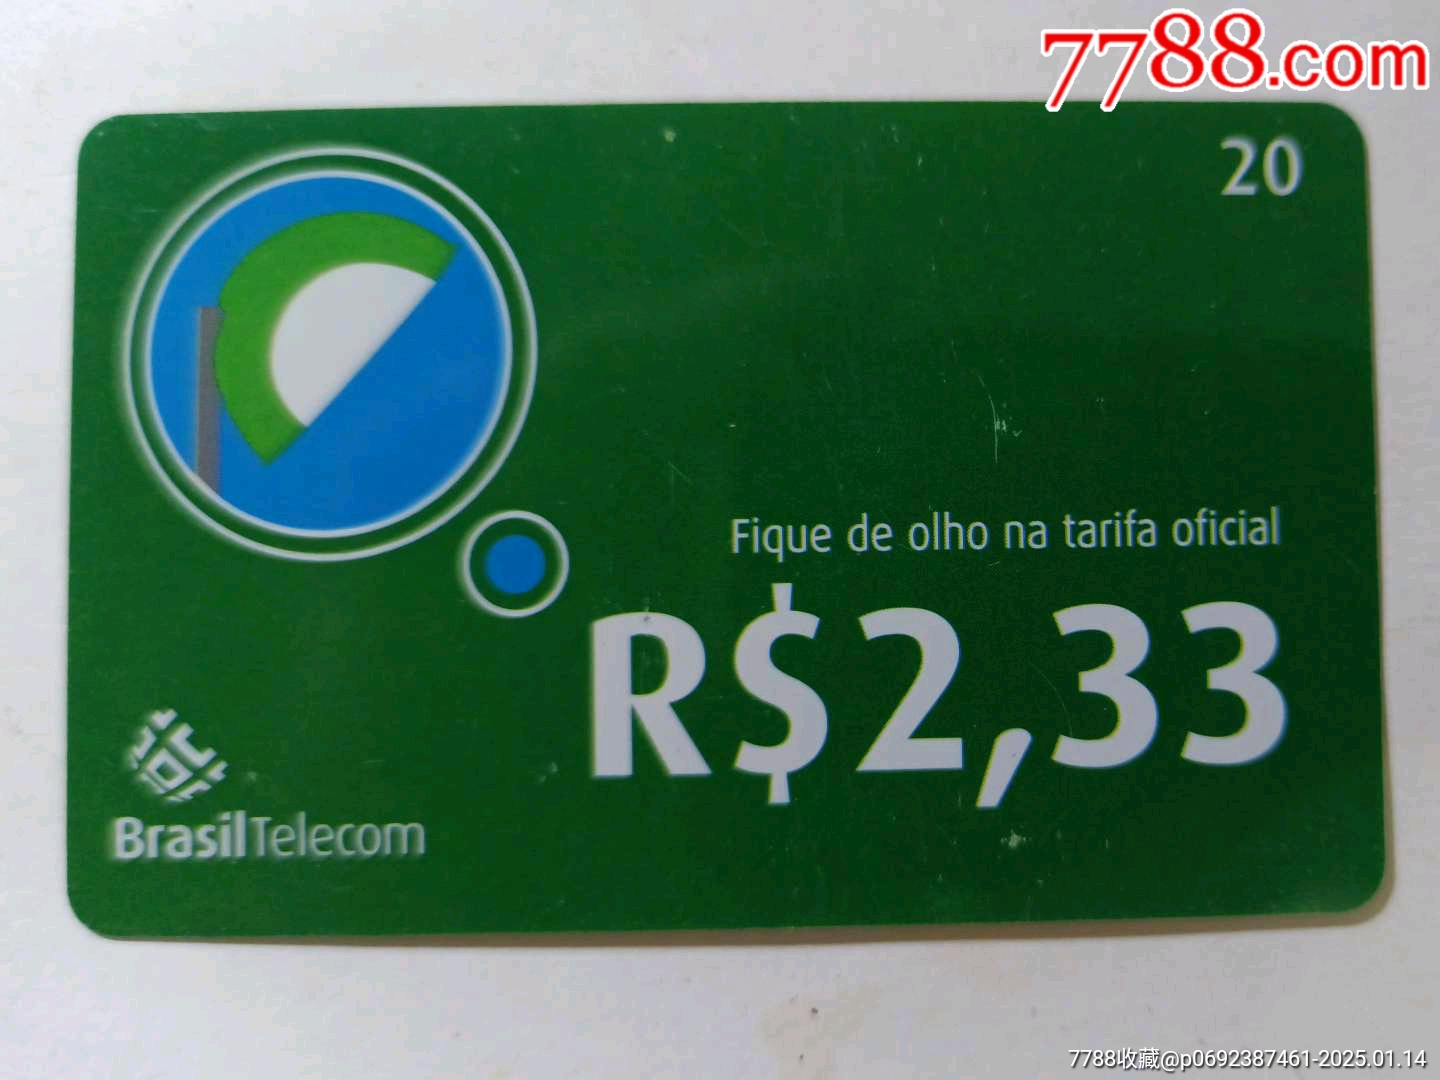 7788.com
20
Fique de olho na tarifa oficial
R$2,33
BrasilTelecom
7788收藏@p0692387461-2025.01.14